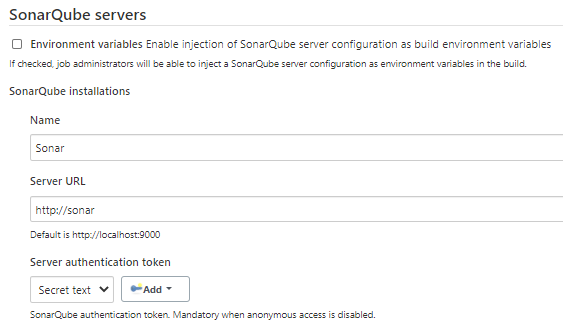 SonarQube servers
Environment variables Enable injection of SonarQube server configuration as build environment variables
If checked, job administrators will be able to inject a SonarQube server configuration as environment variables in the build.
SonarQube installations
Name
Sonar
Server URL
http://sonar
Default is http://localhost:9000
Server authentication token
Secret text
Add
SonarQube authentication token. Mandatory when anonymous access is disabled.